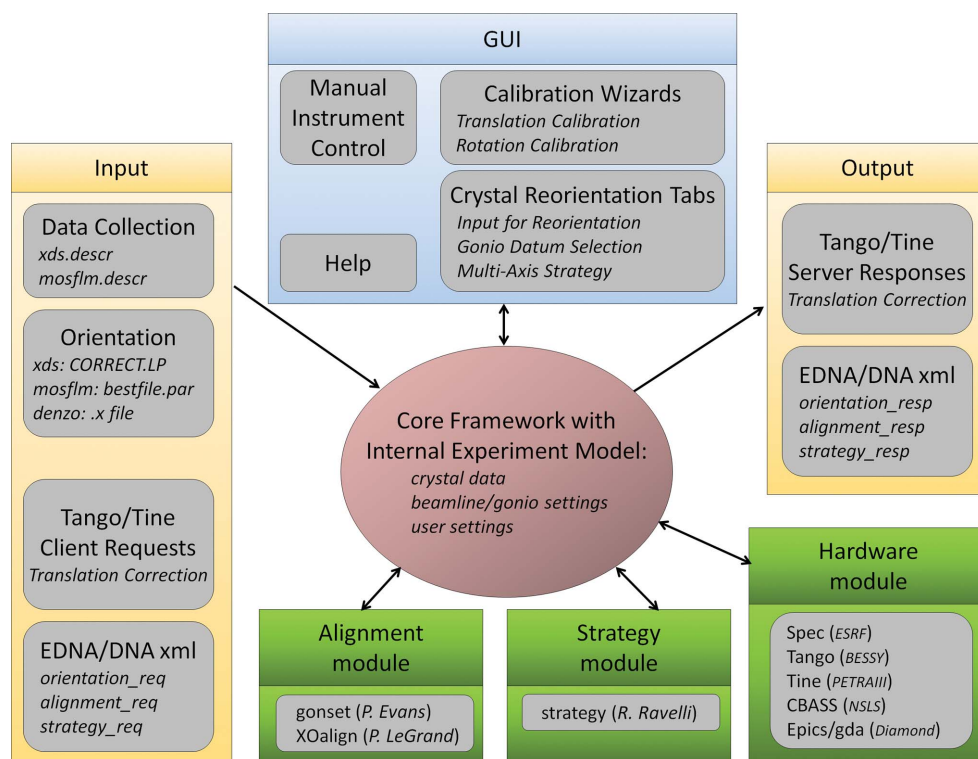 GUI
Manual
Instrument
Control
Calibration Wizards
Translation Calibration
Rotation Calibration
Crystal Reorientation Tabs
Input for Reorientation
Gonio Datum Selection
Multi-Axis Strategy
Help
Input
Data Collection
xds.descr
mosflm.descr
Orientation
xds: CORRECT.LP
mosflm: bestfile.par
denzo: .x file
Tango/Tine
Client Requests
Translation Correction
EDNA/DNA xml
orientation_req
alignment_req
strategy_req
Core Framework with
Internal Experiment Model:
crystal data
beamline/gonio settings
user settings
Output
Tango/Tine
Server Responses
Translation Correction
EDNA/DNA xml
orientation_resp
alignment_resp
strategy_resp
Alignment
module
gonset (P. Evans)
XOalign (P. LeGrand)
Strategy
module
strategy (R. Ravelli)
Hardware
module
Spec (ESRF)
Tango (BESSY)
Tine (PETRAIII)
CBASS (NSLS)
Epics/gda (Diamond)